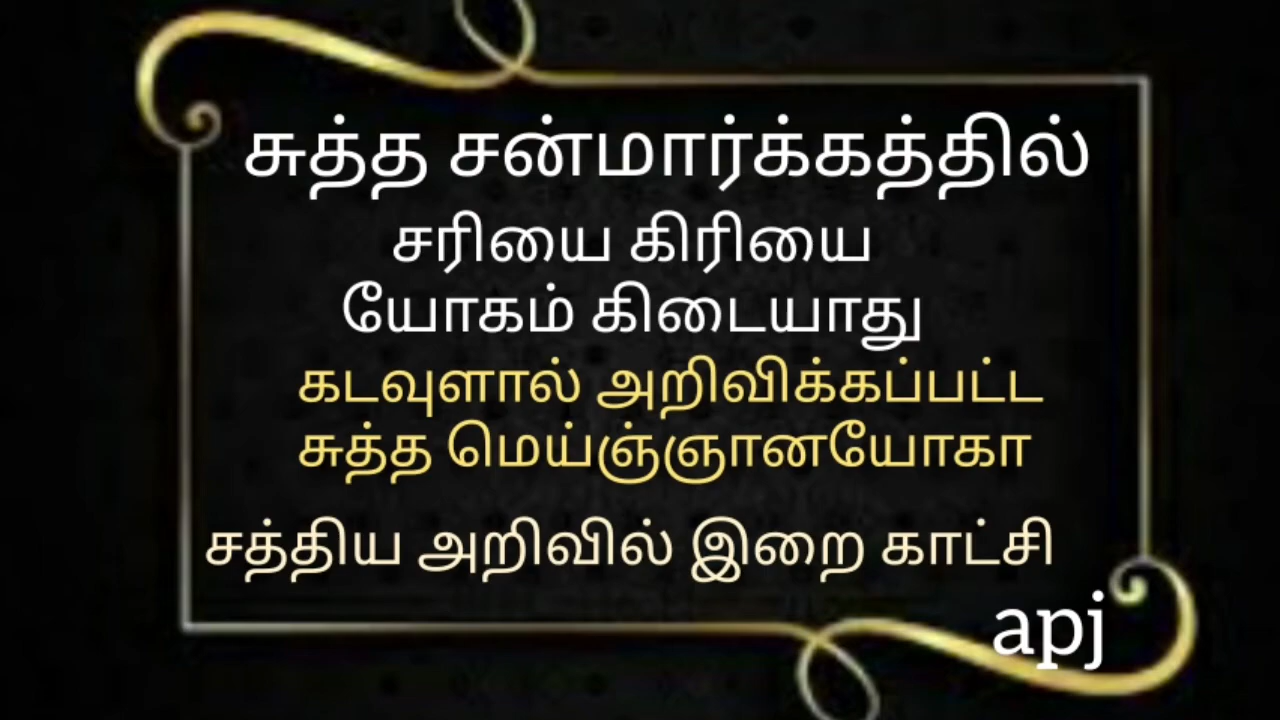 சுத்த சன்மார்க்கத்தில்
சரியை கிரியை
யோகம் கிடையாது
கடவுளால் அறிவிக்கப்பட்ட
சுத்த மெய்ஞ்ஞானயோகா
சத்திய அறிவில் இறை காட்சி
apj